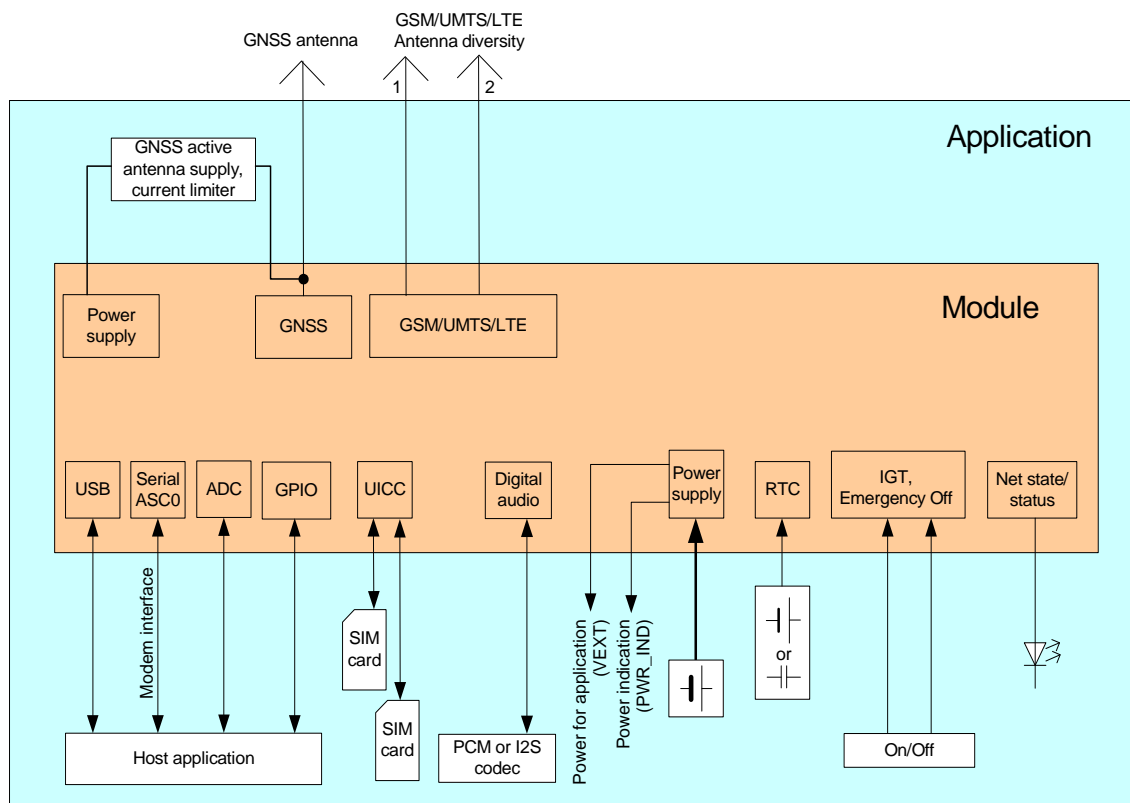 GNSS antenna
GSM/UMTS/LTE
Antenna diversity
1
2
Application
GNSS active
antenna supply,
current limiter
Module
Power
supply
GNSS
GSM/UMTS/LTE
USB
Serial
ASC0
ADC
GPIO
UICC
Digital
audio
Power
supply
RTC
IGT,
Emergency Off
Net state/
status
Modem interface
SIM
card
SIM
card
Power for application
(VEXT)
Power indication
(PWR_IND)
or
Host application
PCM or I2S
codec
On/Off